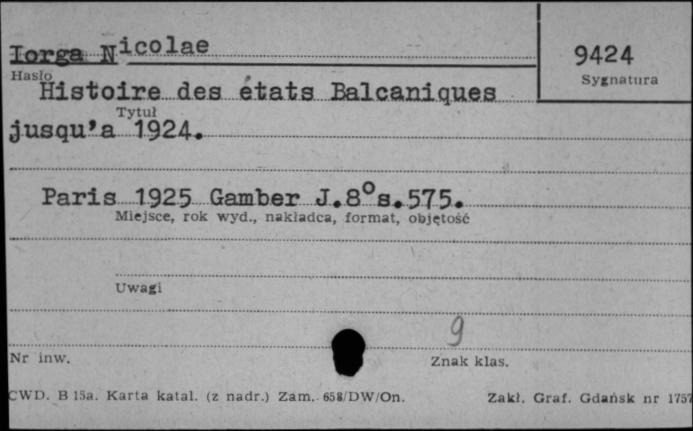 Iorga Nicolae
9424
Hasło
Sygnatura
Histoire des états Balcaniques
Tytuł
jusqu'a 1924.
Paris 1925 Gamber J.8°s.575.
Miejsce, rok wyd., nakładca, format, objętość
Uwagi
9
Nr inw.
Znak klas.
CWD. B 15a. Karta katal. (z nadr.) Zam. 658/DW/On.
Zakł. Graf. Gdańsk nr 1757